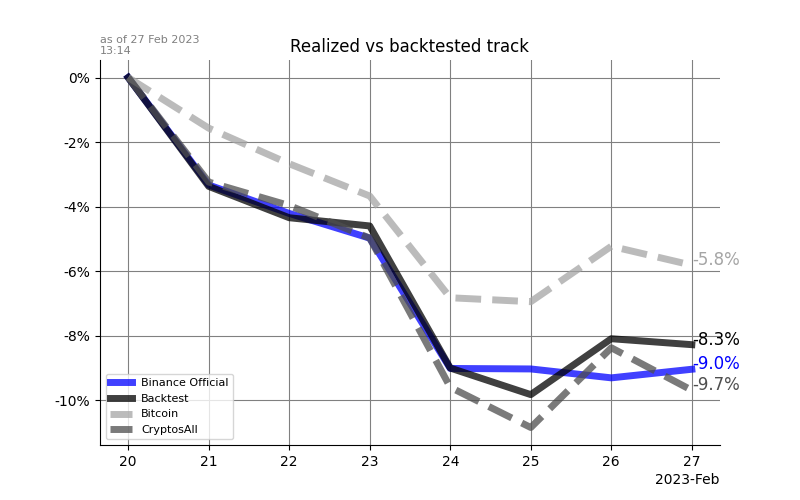 as of 27 Feb 2023
13:14
Realized vs backtested track
0%
-2%
-4%
-6%
-8%
-10%
-5.8%
-8.3%
-9.0%
-9.7%
Binance Official
Backtest
Bitcoin
CryptosAll
20 21 22 23 24 25 26 27
2023-Feb